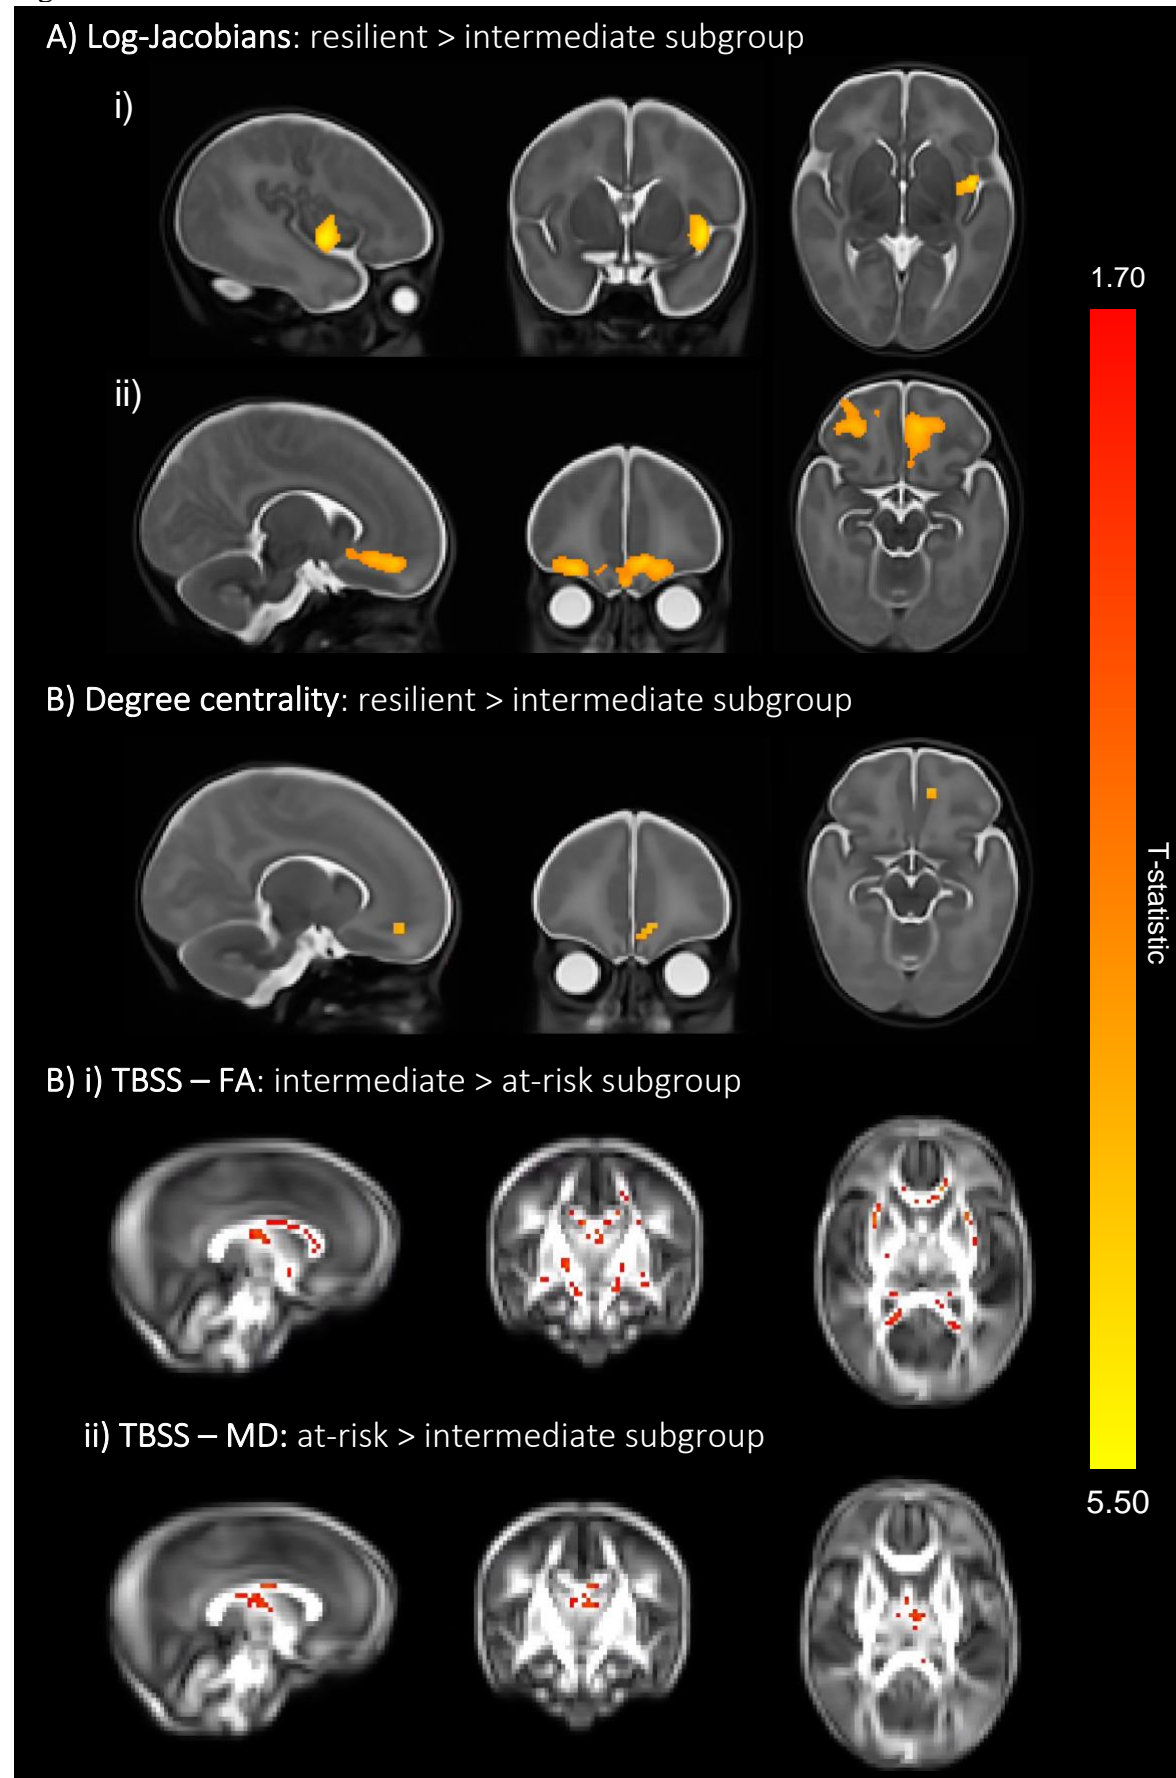 A) Log-Jacobians: resilient > intermediate subgroup
i)
1.70
ii)
B) Degree centrality: resilient > intermediate subgroup
T-statistic
B) i) TBSS – FA: intermediate > at-risk subgroup
ii) TBSS – MD: at-risk > intermediate subgroup
5.50